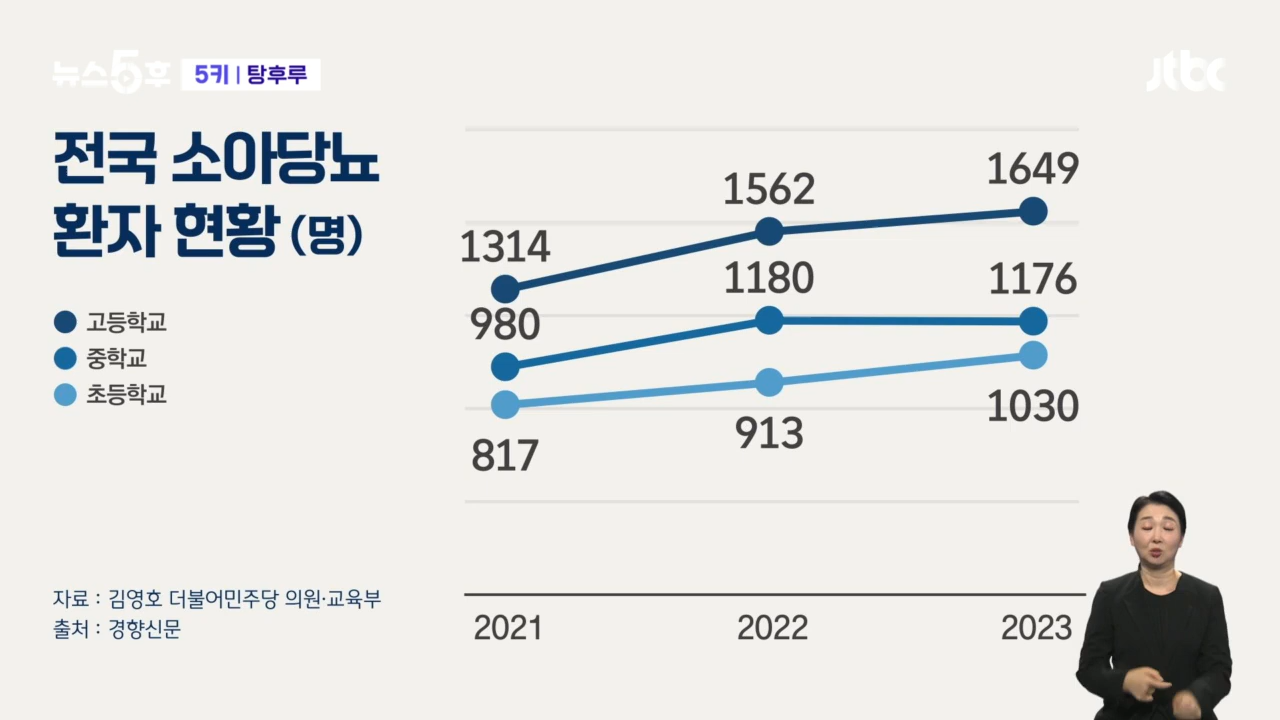 뉴스5후
5키 | 탕후루
jtbc
전국 소아당뇨
환자 현황 (명)
고등학교
중학교
초등학교
1314
1562
1649
980
1180
1176
817
913
1030
2021
2022
2023
자료 : 김영호 더불어민주당 의원·교육부
출처 : 경향신문